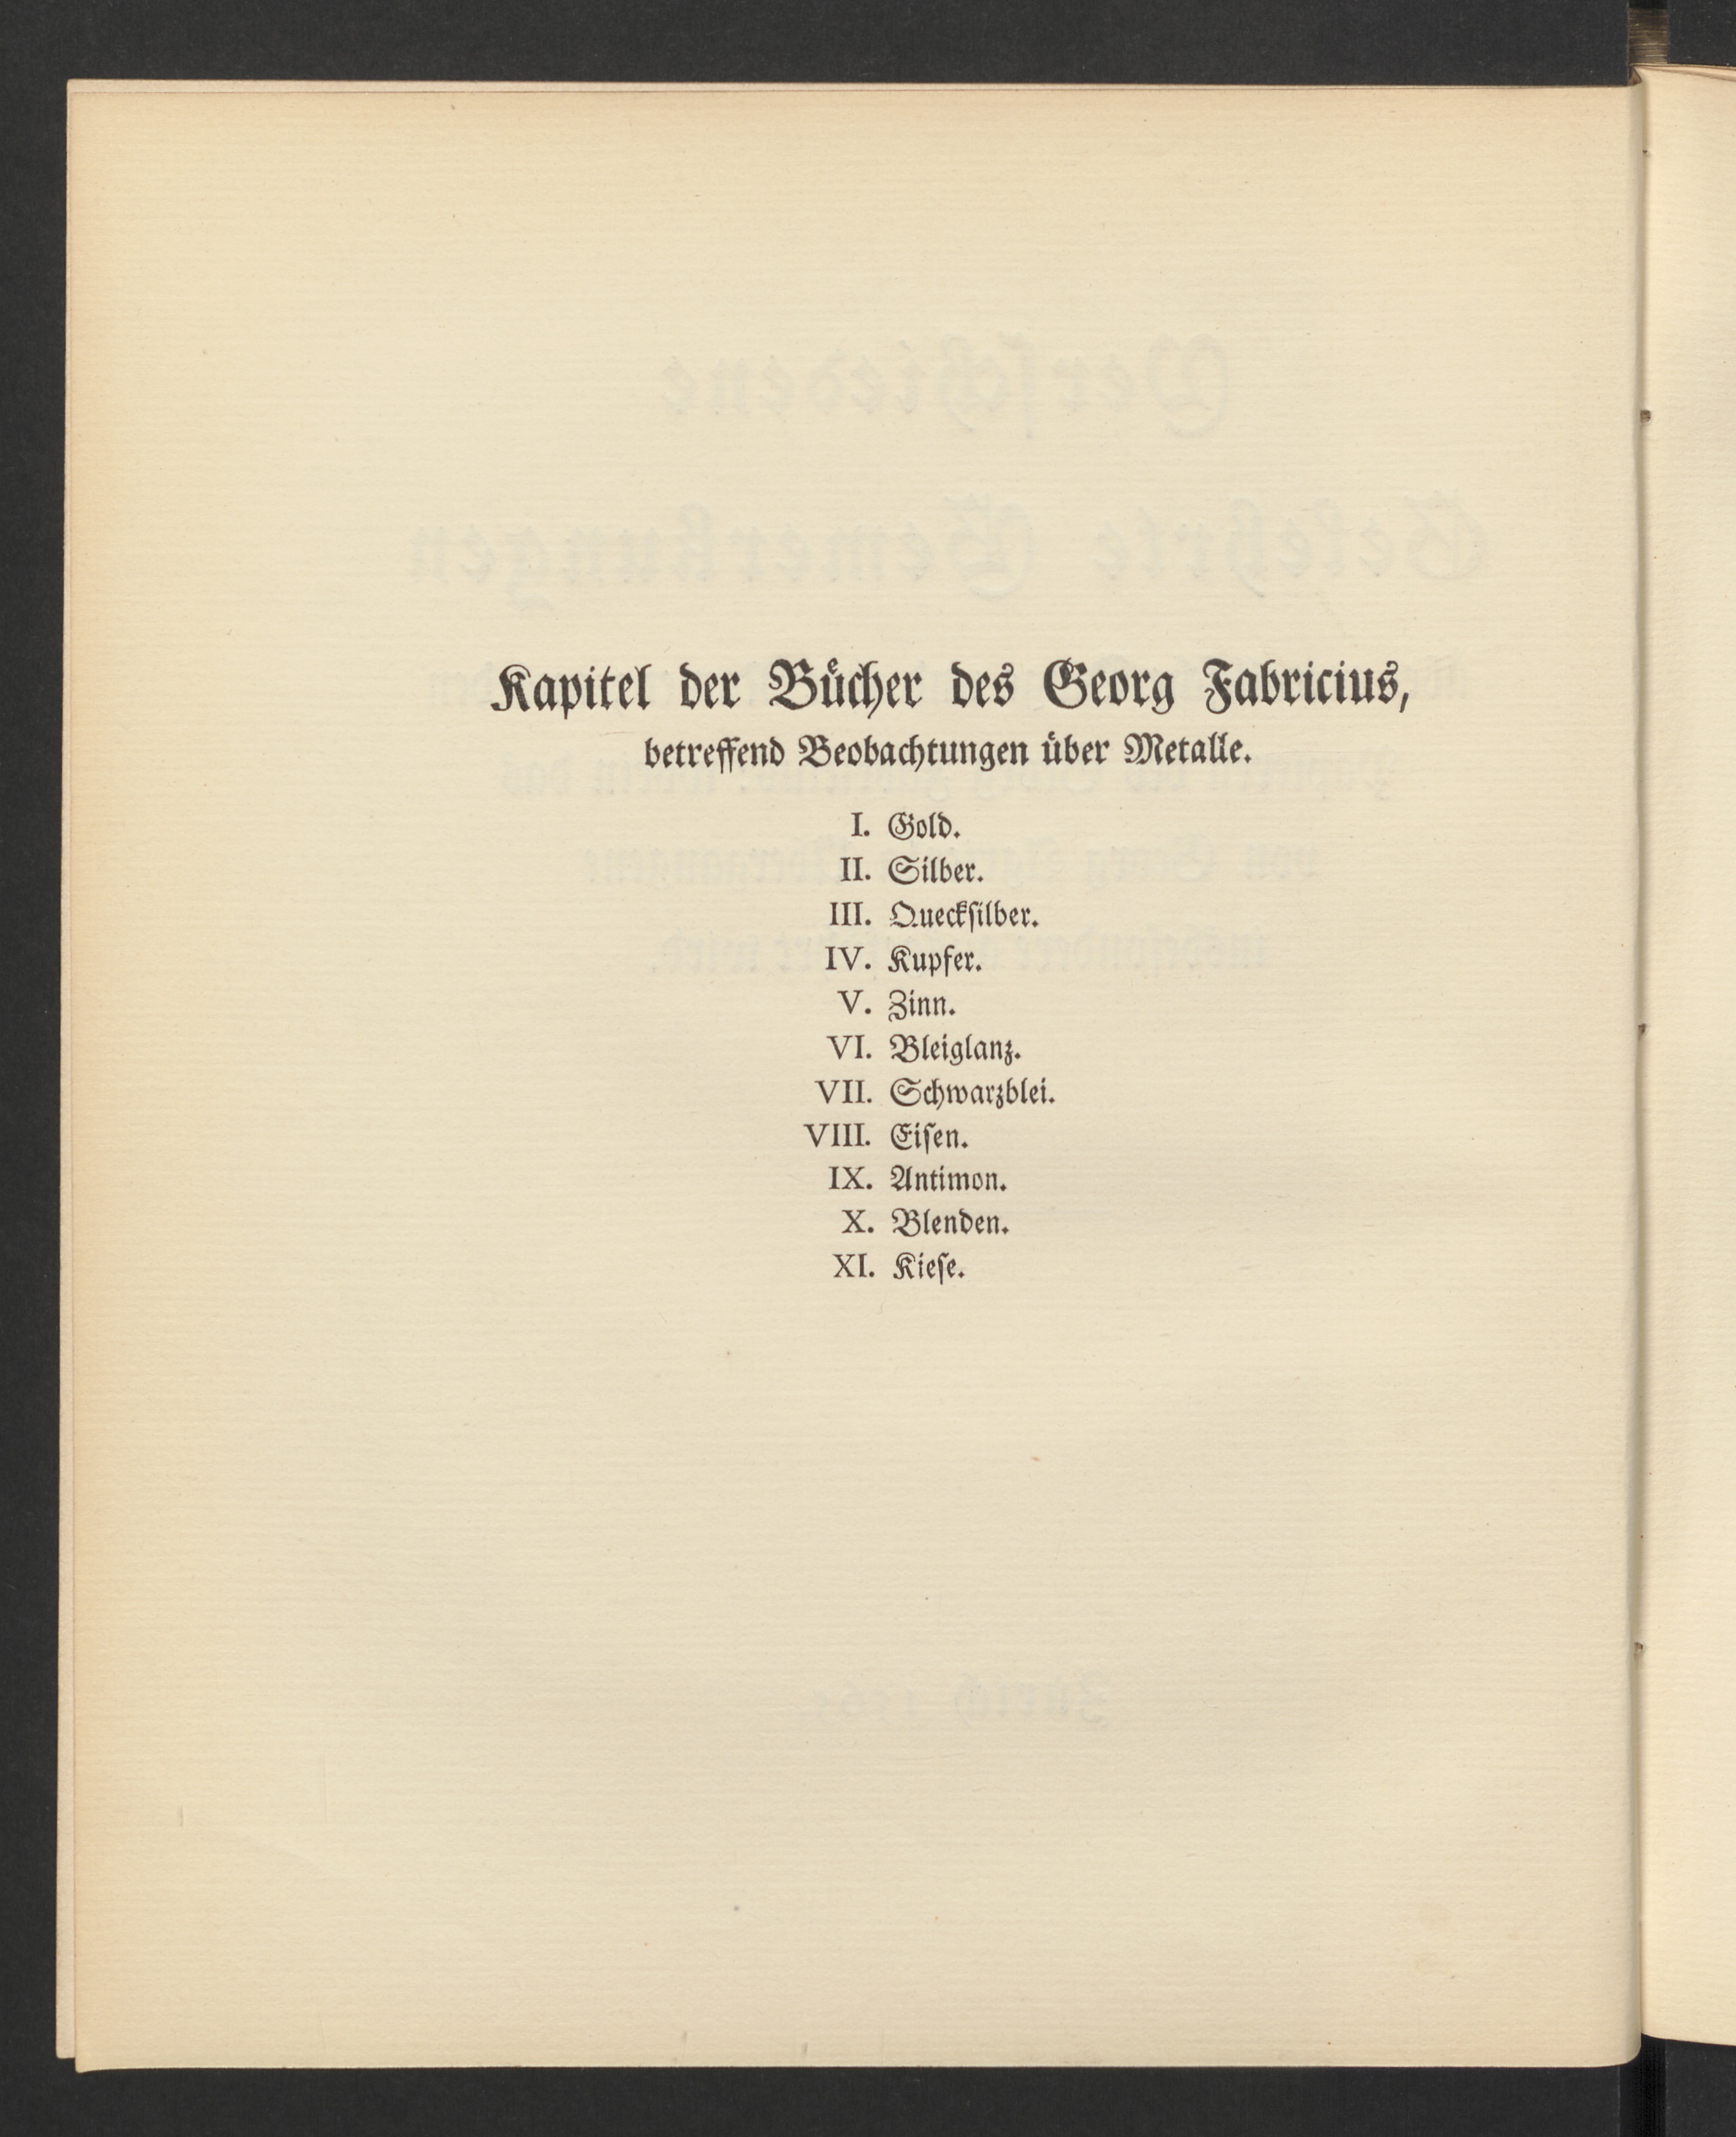 Kapitel der Bücher des Georg Fabricius,
betreffend Beobachtungen über Metalle.
I. Gold.
II. Silber.
III. Queckſilber.
IV. Kupfer.
V. Zinn.
VI. Bleiglanz.
VII. Schwarzblei.
VIII. Eiſen.
IX. Antimon.
X. Blenden.
XI. Kieſe.